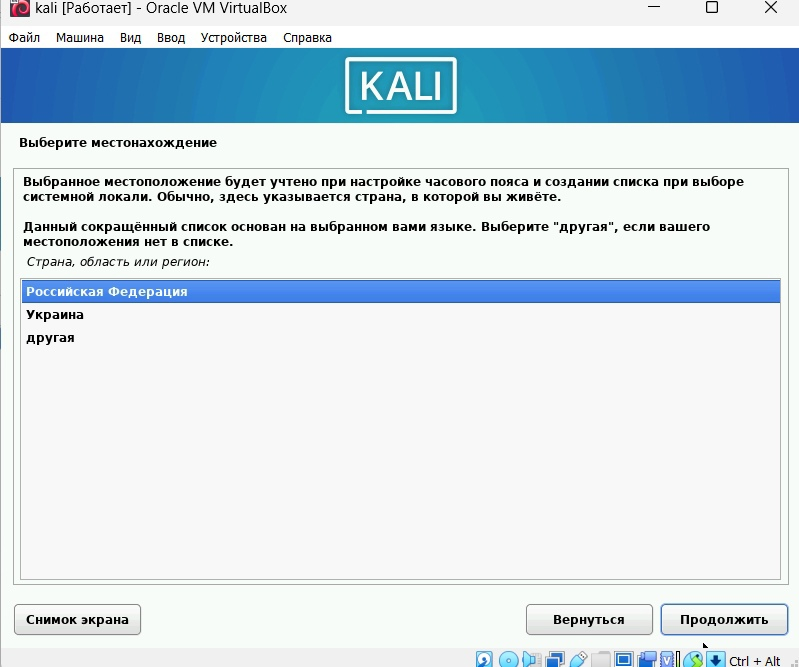 kali [Работает] - Oracle VM VirtualBox
Файл Машина Вид Ввод Устройства Справка
KALI
Выберите местонахождение
Выбранное местоположение будет учтено при настройке часового пояса и создании списка при выборе
системной локали. Обычно, здесь указывается страна, в которой вы живёте.
Данный сокращённый список основан на выбранном вами языке. Выберите "другая", если вашего
местоположения нет в списке.
Страна, область или регион:
Российская Федерация
Украина
другая
Снимок экрана Вернуться Продолжить
Ctrl + Alt